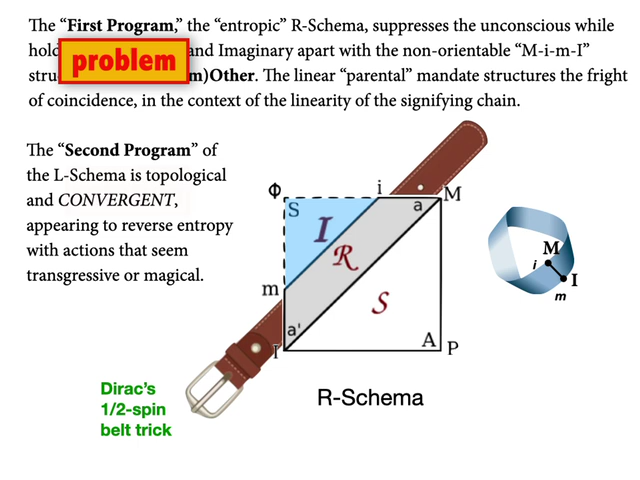 The “First Program,” the “entropic” R-Schema, suppresses the unconscious while
hold problem and Imaginary apart with the non-orientable “M-i-m-I”
stru m)Other. The linear “parental” mandate structures the fright
of coincidence, in the context of the linearity of the signifying chain.
The “Second Program” of
the L-Schema is topological
and CONVERGENT,
appearing to reverse entropy
with actions that seem
transgressive or magical.
Φ
i
M
S
a
I
R
m
S
a'
I
A
P
M
i
I
m
R-Schema
Dirac’s
1/2-spin
belt trick